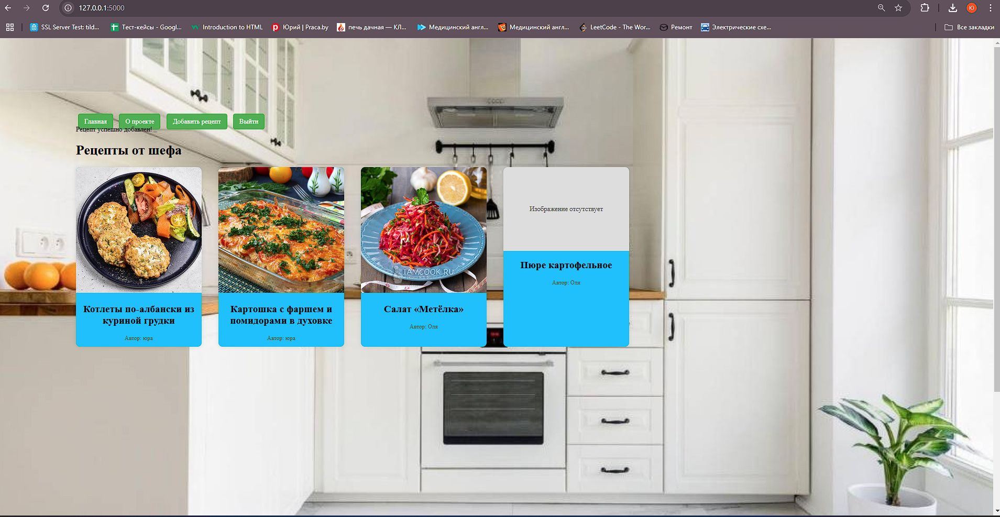 127.0.0.1:5000
SSL Server Test: tild...
Тест-кейсы - Googl...
Introduction to HTML
Юрий | Praca.by
печь дачная — КЛ...
Медицинский англ...
Медицинский англ...
LeetCode - The Wor...
Ремонт
Электрические схе...
Все закладки
Ю
Главная
О проекте
Добавить рецепт
Выйти
Рецепт успешно добавлен!
Рецепты от шефа
Котлеты по-албански из
куриной грудки
Автор: юра
Картошка с фаршем и
помидорами в духовке
Автор: юра
IAMCOOK.RU
Салат «Метёлка»
Автор: Оля
Изображение отсутствует
Пюре картофельное
Автор: Оля